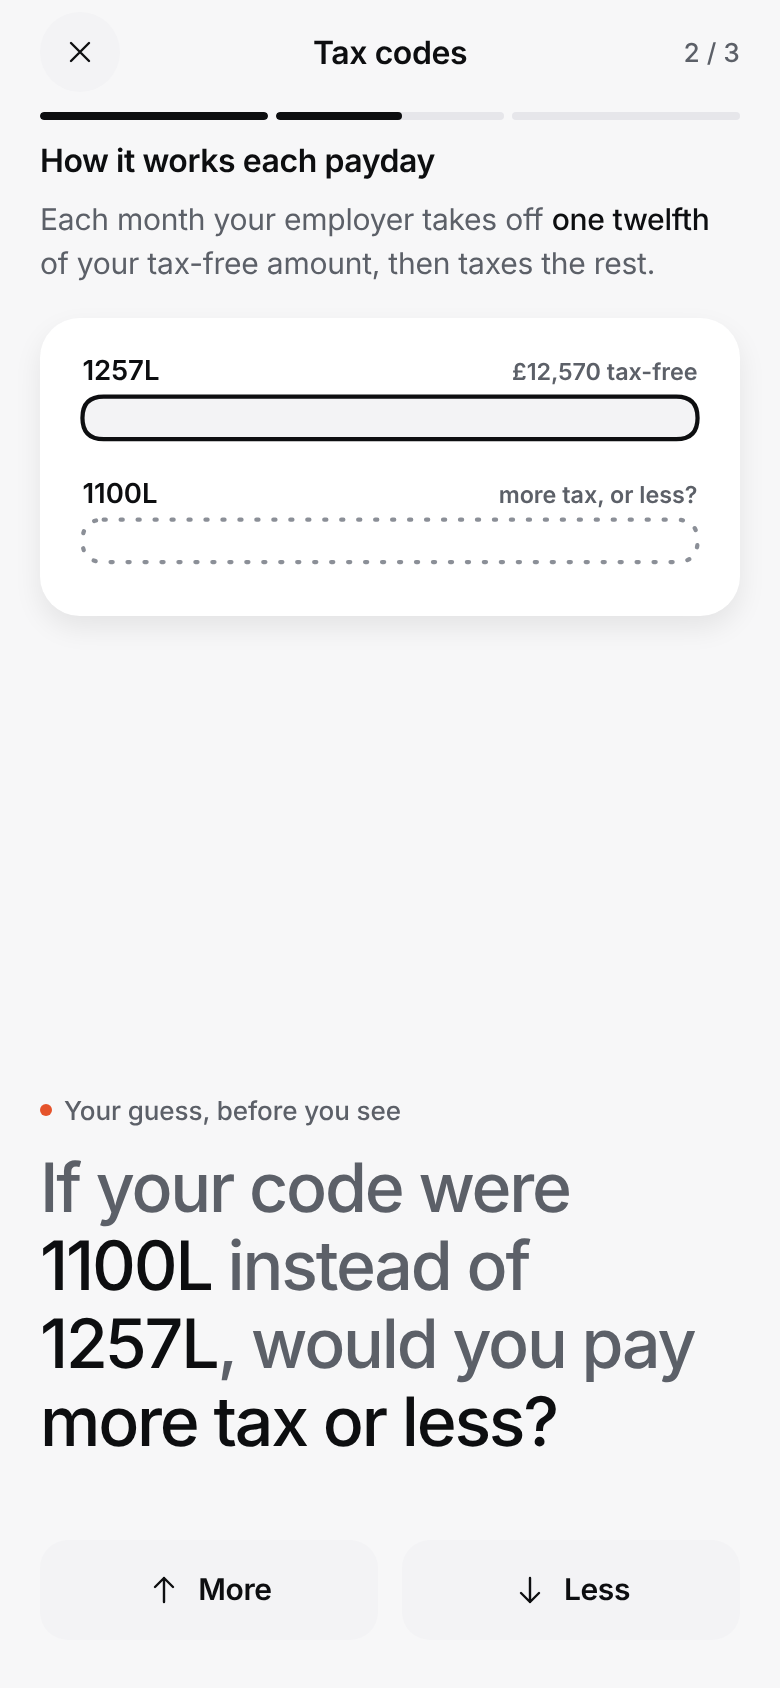 Tax codes
2 / 3
How it works each payday
Each month your employer takes off one twelfth
of your tax-free amount, then taxes the rest.
1257L
£12,570 tax-free
1100L
more tax, or less?
Your guess, before you see
If your code were
1100L instead of
1257L, would you pay
more tax or less?
More
Less